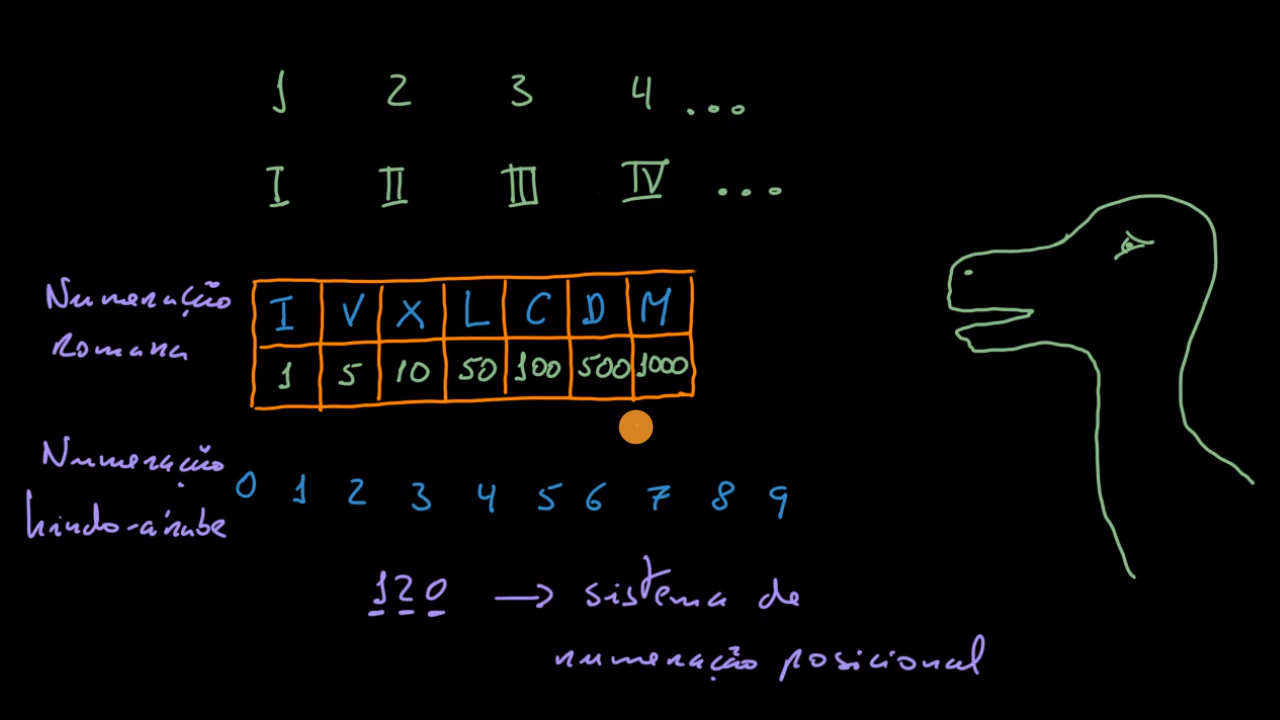 1 2 3 4 ...
I II III IV ...
Numeração
romana
I V X L C D M
1 5 10 50 100 500 1000
Numeração
hindo-arábe
0 1 2 3 4 5 6 7 8 9
120 → sistema de
numeração posicional